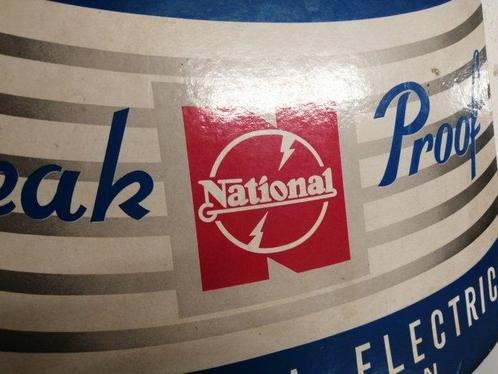 eak Proof
National
A ELECTRIC